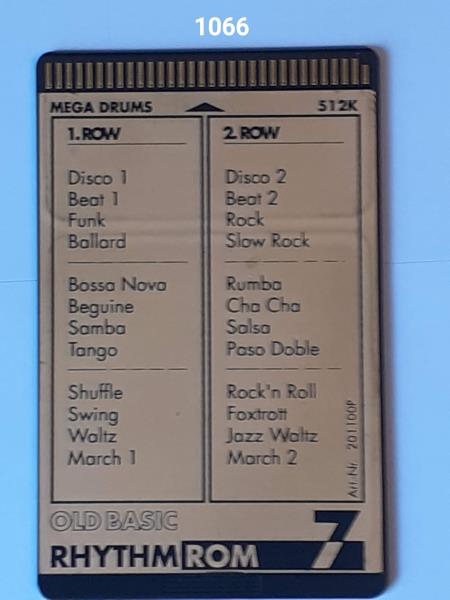 1066
MEGA DRUMS 512K
1. ROW
Disco 1
Beat 1
Funk
Ballard
Bossa Nova
Beguine
Samba
Tango
Shuffle
Swing
Waltz
March 1
2. ROW
Disco 2
Beat 2
Rock
Slow Rock
Rumba
Cha Cha
Salsa
Paso Doble
Rock'n Roll
Foxtrott
Jazz Waltz
March 2
Art.-Nr. 201100P
OLD BASIC
RHYTHM ROM 7